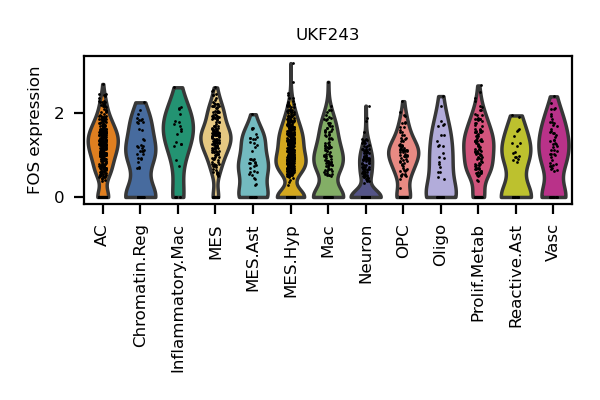 UKF243
FOS expression
2
0
AC
Chromatin.Reg
Inflammatory.Mac
MES
MES.Ast
MES.Hyp
Mac
Neuron
OPC
Oligo
Prolif.Metab
Reactive.Ast
Vasc